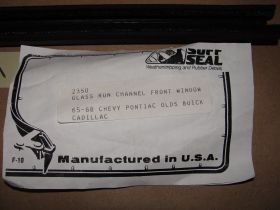 SOFF
SEAL
Weatherstripping and Rubber Details
2350
GLASS RUN CHANNEL FRONT WINDOW
65-68 CHEVY PONTIAC OLDS BUICK
CADILLAC
F-10
Manufactured in U.S.A.